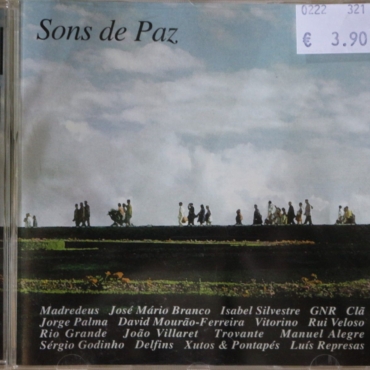 Sons de Paz
0222 321
€ 3.90
Madredeus José Mário Branco Isabel Silvestre GNR Clã
Jorge Palma David Mourão-Ferreira Vitorino Rui Veloso
Rio Grande João Villaret Trovante Manuel Alegre
Sérgio Godinho Delfins Xutos & Pontapés Luís Represas